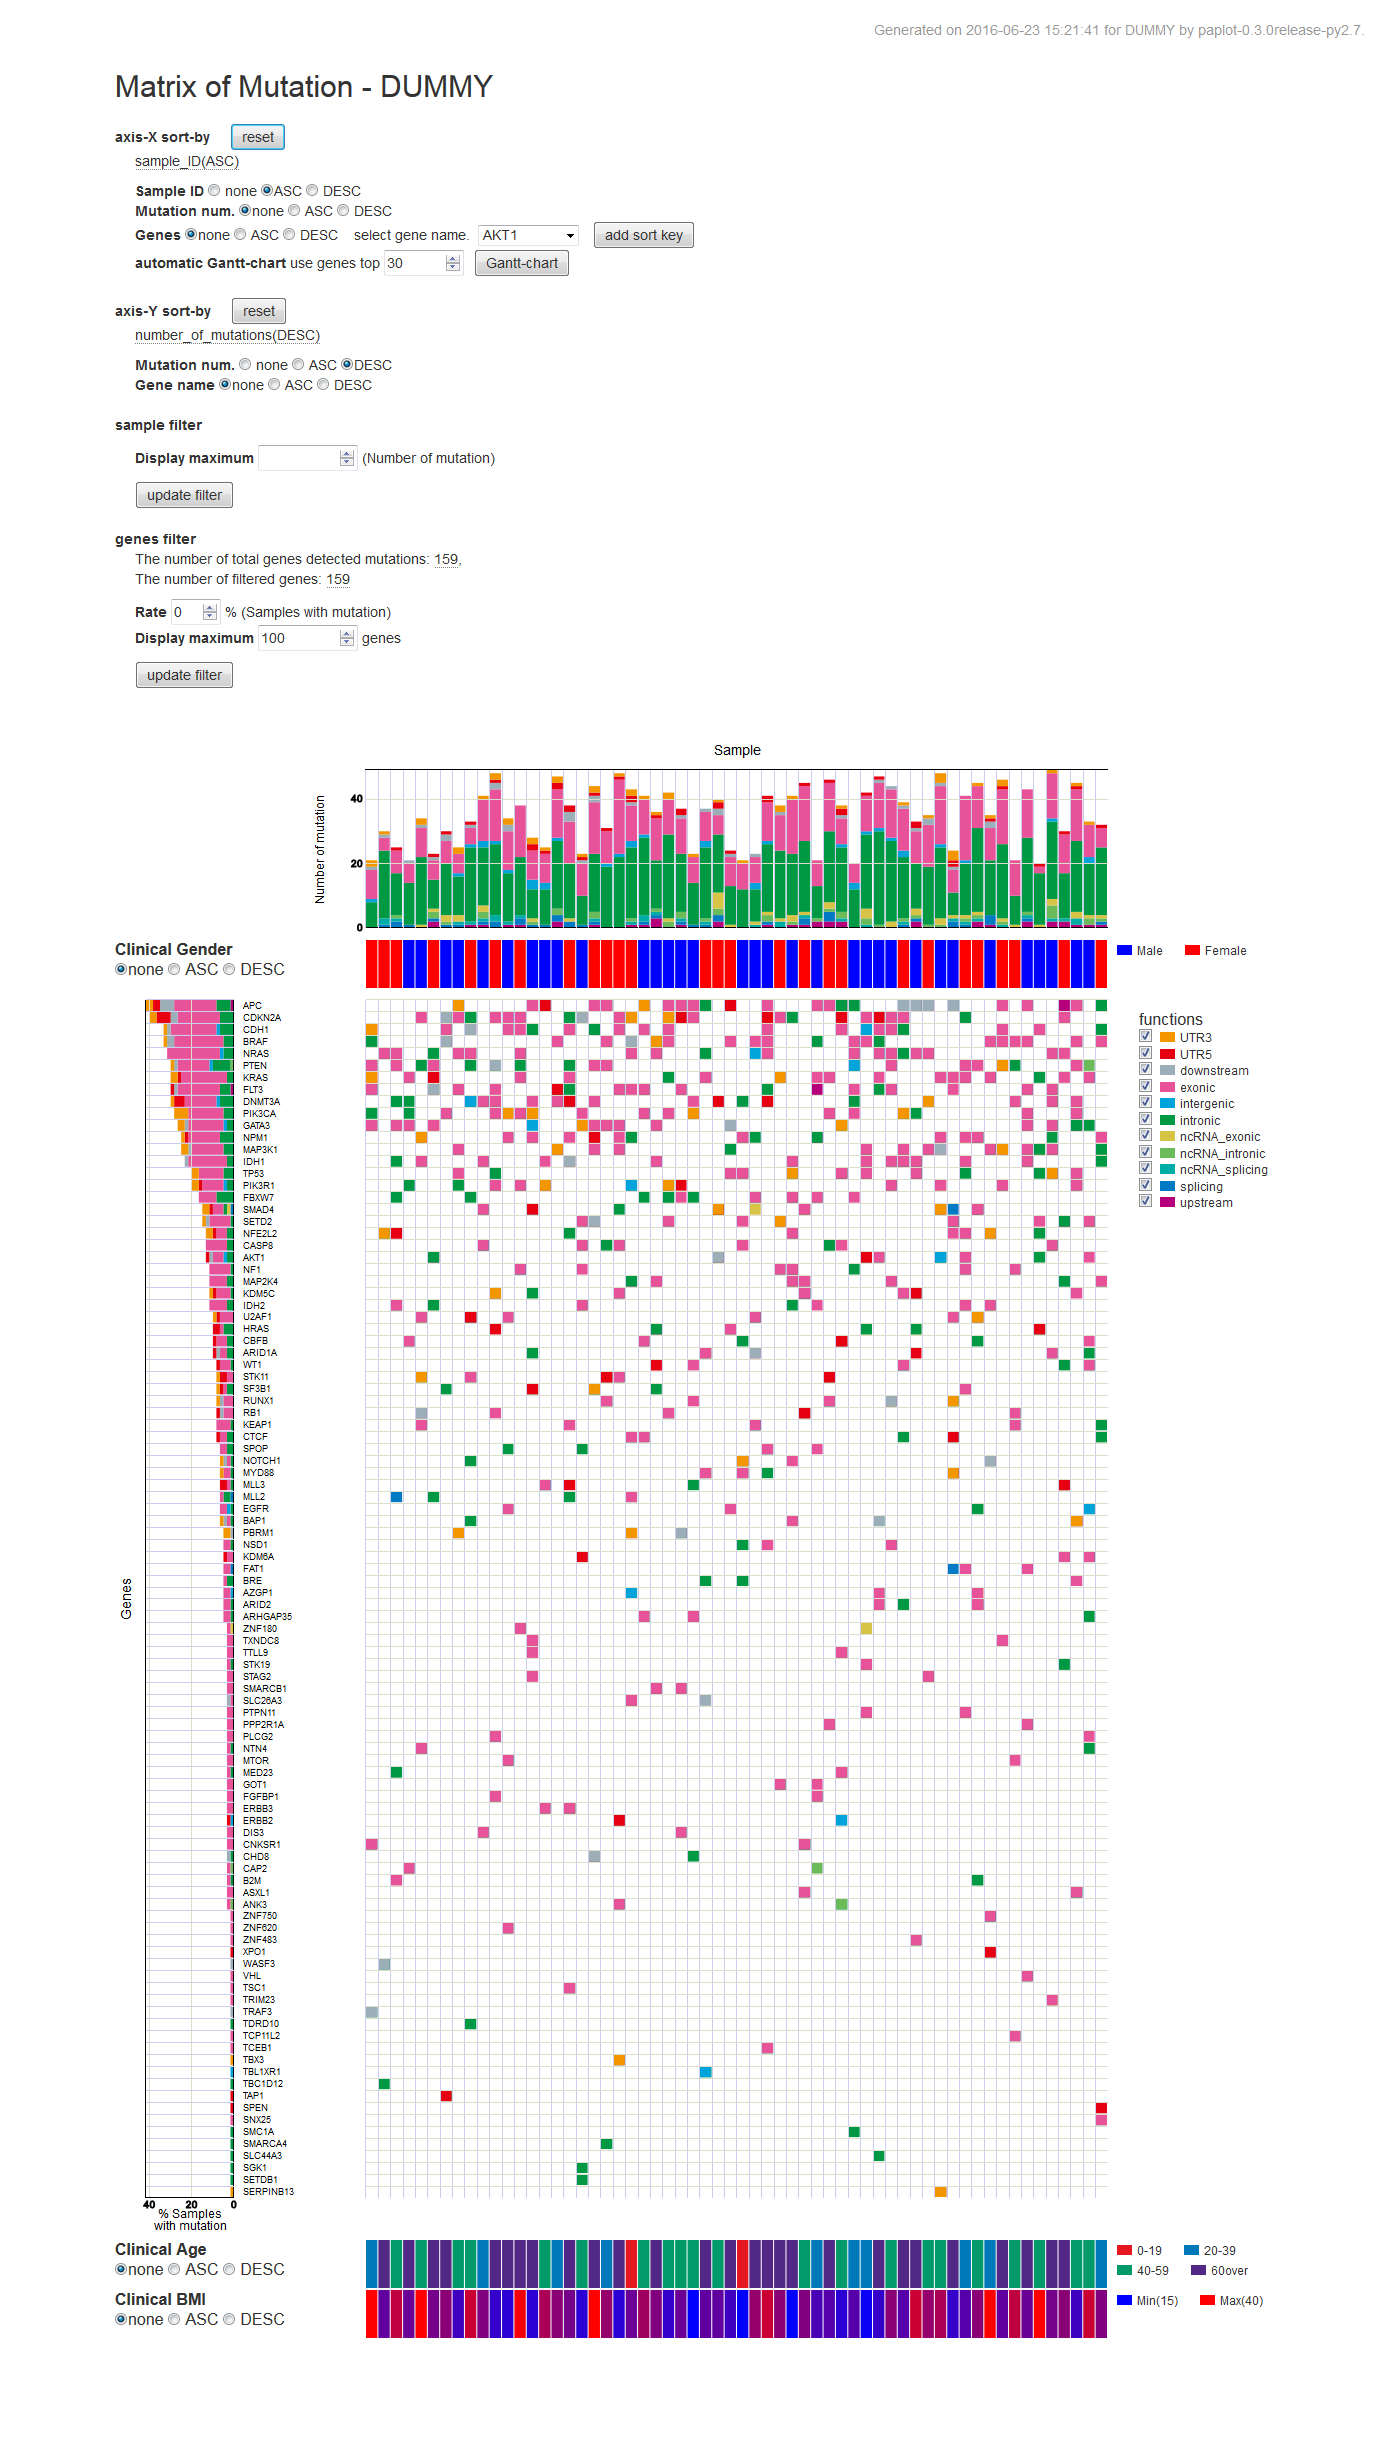 Generated on 2016-06-23 15:21:41 for DUMMY by paplot-0.3.0release-py2.7.
Matrix of Mutation - DUMMY
axis-X sort-by reset
sample_ID(ASC)
Sample ID none ASC DESC
Mutation num. none ASC DESC
Genes none ASC DESC select gene name. AKT1 add sort key
automatic Gantt-chart use genes top 30 Gantt-chart
axis-Y sort-by reset
number_of_mutations(DESC)
Mutation num. none ASC DESC
Gene name none ASC DESC
sample filter
Display maximum (Number of mutation)
update filter
genes filter
The number of total genes detected mutations: 159,
The number of filtered genes: 159
Rate 0 % (Samples with mutation)
Display maximum 100 genes
update filter
Sample
Number of mutation
40
20
0
Clinical Gender
none ASC DESC
Male Female
functions
UTR3
UTR5
downstream
exonic
intergenic
intronic
ncRNA_exonic
ncRNA_intronic
ncRNA_splicing
splicing
upstream
Genes
APC
CDKN2A
CDH1
BRAF
NRAS
PTEN
KRAS
FLT3
DNMT3A
PIK3CA
GATA3
NPM1
MAP3K1
IDH1
TP53
PIK3R1
FBXW7
SMAD4
SETD2
NFE2L2
CASP8
AKT1
NF1
MAP2K4
KDM5C
IDH2
U2AF1
HRAS
CBFB
ARID1A
WT1
STK11
SF3B1
RUNX1
RB1
KEAP1
CTCF
SPOP
NOTCH1
MYD88
MLL3
MLL2
EGFR
BAP1
PBRM1
NSD1
KDM6A
FAT1
BRE
AZGP1
ARID2
ARHGAP35
ZNF180
TXNDC8
TTLL9
STK19
STAG2
SMARCB1
SLC26A3
PTPN11
PPP2R1A
PLCG2
NTN4
MTOR
MED23
GOT1
FGFBP1
ERBB3
ERBB2
DIS3
CNKSR1
CHD8
CAP2
B2M
ASXL1
ANK3
ZNF750
ZNF620
ZNF483
XPO1
WASF3
VHL
TSC1
TRIM23
TRAF3
TDRD10
TCP11L2
TCEB1
TBX3
TBL1XR1
TBC1D12
TAP1
SPEN
SNX25
SMC1A
SMARCA4
SLC44A3
SGK1
SETDB1
SERPINB13
40 20 0
% Samples
with mutation
Clinical Age
none ASC DESC
0-19 20-39
40-59 60over
Clinical BMI
none ASC DESC
Min(15) Max(40)